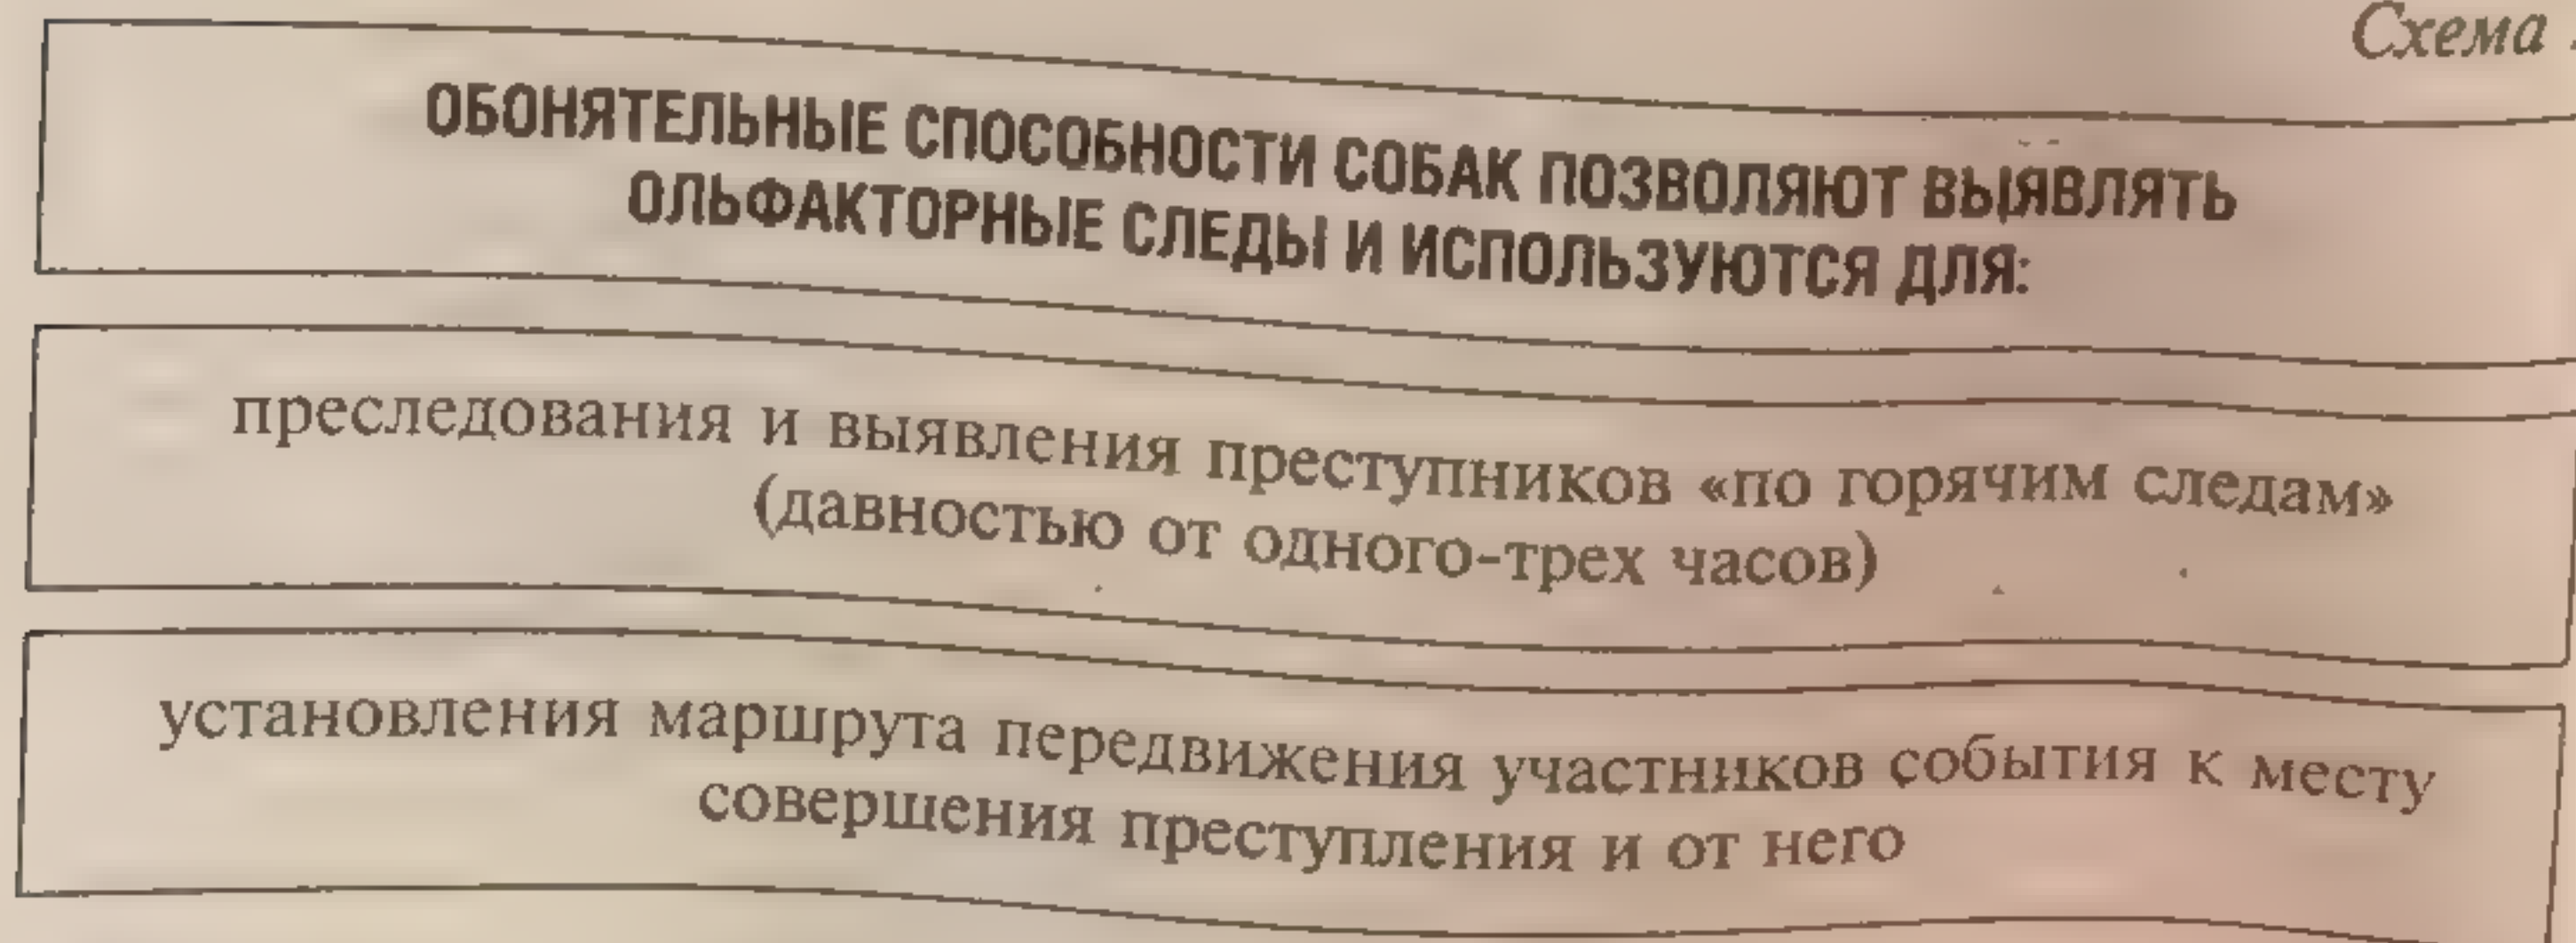 Схема
ОБОНЯТЕЛЬНЫЕ СПОСОБНОСТИ СОБАК ПОЗВОЛЯЮТ ВЫЯВЛЯТЬ
ОЛЬФАКТОРНЫЕ СЛЕДЫ И ИСПОЛЬЗУЮТСЯ ДЛЯ:
преследования и выявления преступников «по горячим следам»
(давностью от одного-трех часов)
установления маршрута передвижения участников события к месту
совершения преступления и от него